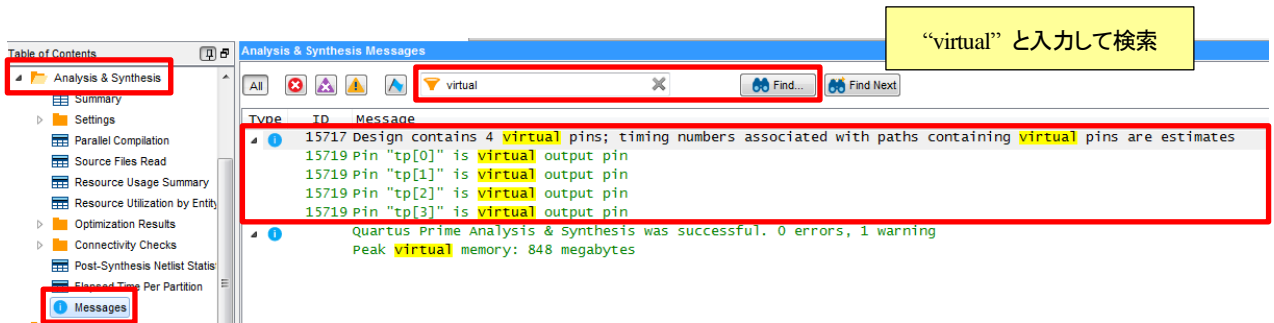 “virtual” と入力して検索
Table of Contents
Analysis & Synthesis
Summary
Settings
Parallel Compilation
Source Files Read
Resource Usage Summary
Resource Utilization by Entity
Optimization Results
Connectivity Checks
Post-Synthesis Netlist Statis
Elapsed Time Per Partition
Messages
Analysis & Synthesis Messages
All virtual Find... Find Next
Type ID Message
15717 Design contains 4 virtual pins; timing numbers associated with paths containing virtual pins are estimates
15719 Pin "tp[0]" is virtual output pin
15719 Pin "tp[1]" is virtual output pin
15719 Pin "tp[2]" is virtual output pin
15719 Pin "tp[3]" is virtual output pin
Quartus Prime Analysis & Synthesis was successful. 0 errors, 1 warning
Peak virtual memory: 848 megabytes